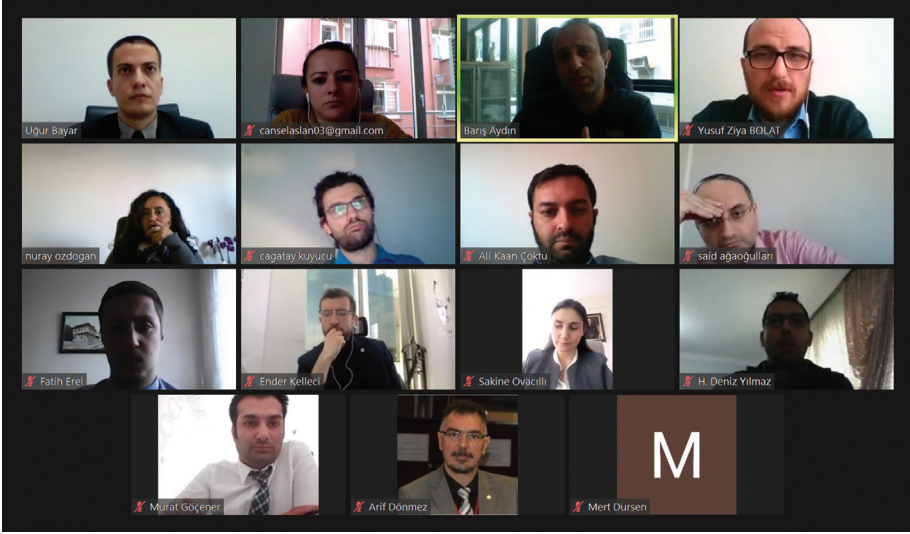 Uğur Bayar
canselaslan03@gmail.com
Barış Aydın
Yusuf Ziya BOLAT
nuray ozdogan
cagatay kuyucu
Ali Kaan Çoktu
said ağaoğulları
Fatih Erel
Ender Kelleci
Sakine Ovacıllı
H. Deniz Yılmaz
Murat Göçener
Arif Dönmez
M
Mert Dursen